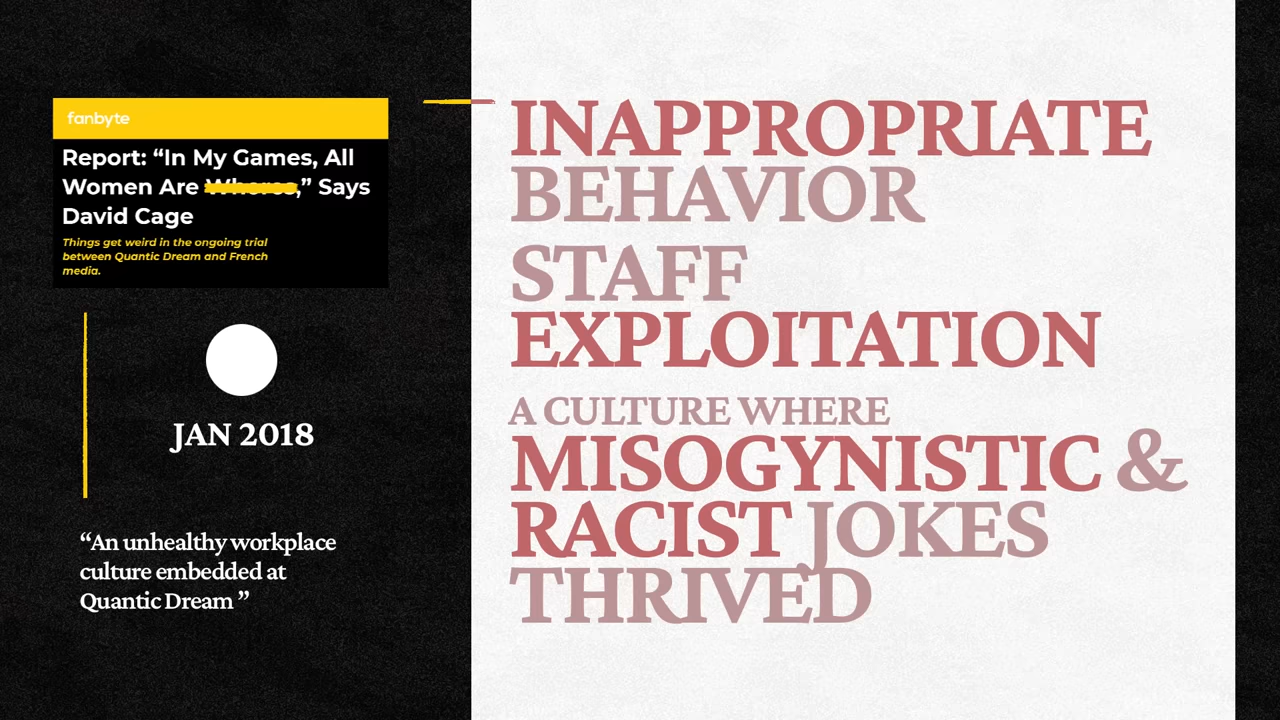 fanbyte
Report: “In My Games, All
Women Are Whores,” Says
David Cage
Things get weird in the ongoing trial
between Quantic Dream and French
media.
JAN 2018
“An unhealthy workplace
culture embedded at
Quantic Dream ”
INAPPROPRIATE
BEHAVIOR
STAFF
EXPLOITATION
A CULTURE WHERE
MISOGYNISTIC &
RACIST JOKES
THRIVED